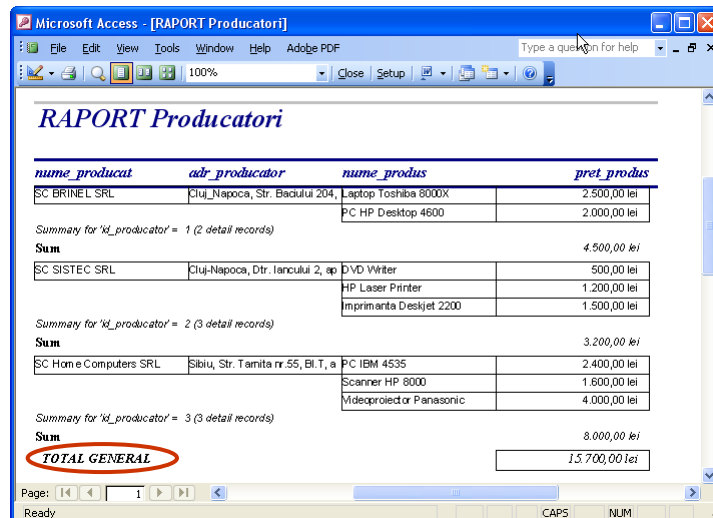 Microsoft Access - [RAPORT Producatori]
File Edit View Tools Window Help Adobe PDF Type a question for help
100% Close Setup
RAPORT Producatori
nume_producat adr_producator nume_produs pret_produs
SC BRINEL SRL Cluj_Napoca, Str. Baciului 204, Laptop Toshiba 8000X 2.500,00 lei
PC HP Desktop 4600 2.000,00 lei
Summary for 'id_producator' = 1 (2 detail records)
Sum 4.500,00 lei
SC SISTEC SRL Cluj-Napoca, Dtr. Iancului 2, ap DVD Writer 500,00 lei
HP Laser Printer 1.200,00 lei
Imprimanta Deskjet 2200 1.500,00 lei
Summary for 'id_producator' = 2 (3 detail records)
Sum 3.200,00 lei
SC Home Computers SRL Sibiu, Str. Tarnita nr.55, Bl.T, a PC IBM 4535 2.400,00 lei
Scanner HP 8000 1.600,00 lei
Videoproiector Panasonic 4.000,00 lei
Summary for 'id_producator' = 3 (3 detail records)
Sum 8.000,00 lei
TOTAL GENERAL 15.700,00 lei
Page: 1
Ready CAPS NUM